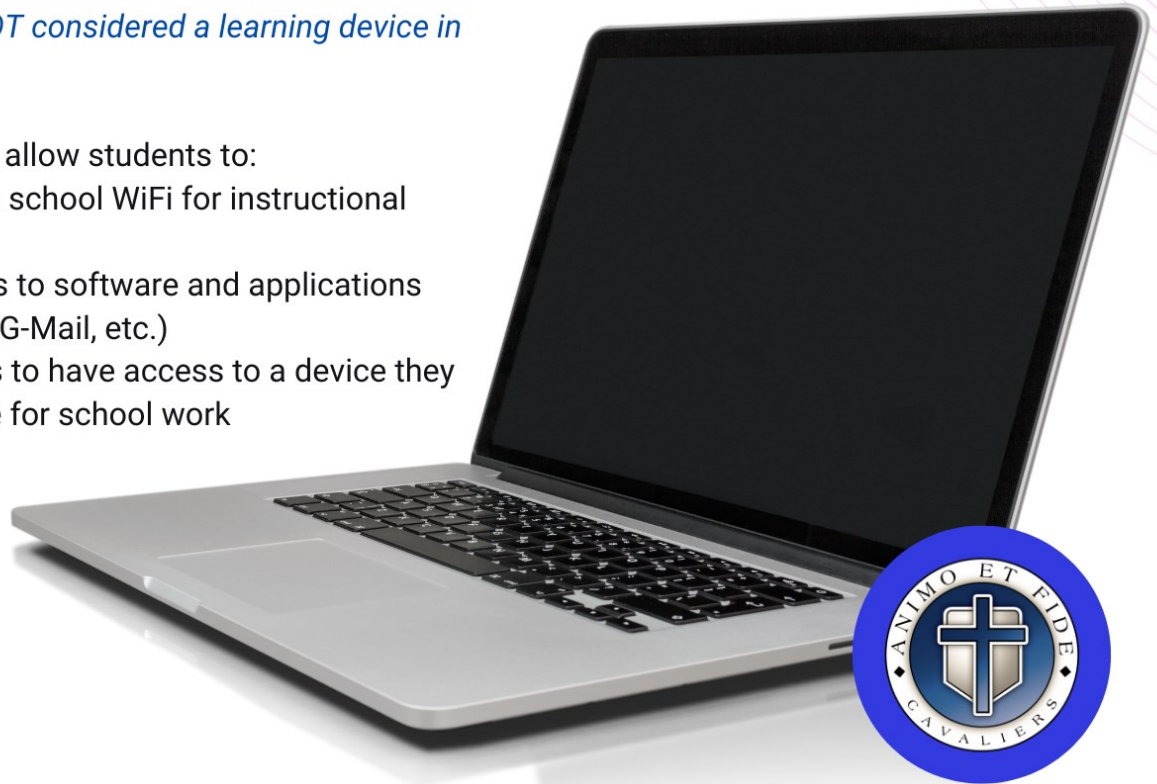 OT considered a learning device in
allow students to:
school WiFi for instructional
s to software and applications
G-Mail, etc.)
s to have access to a device they
e for school work
ANIMO ET FIDE
CAVALIERS